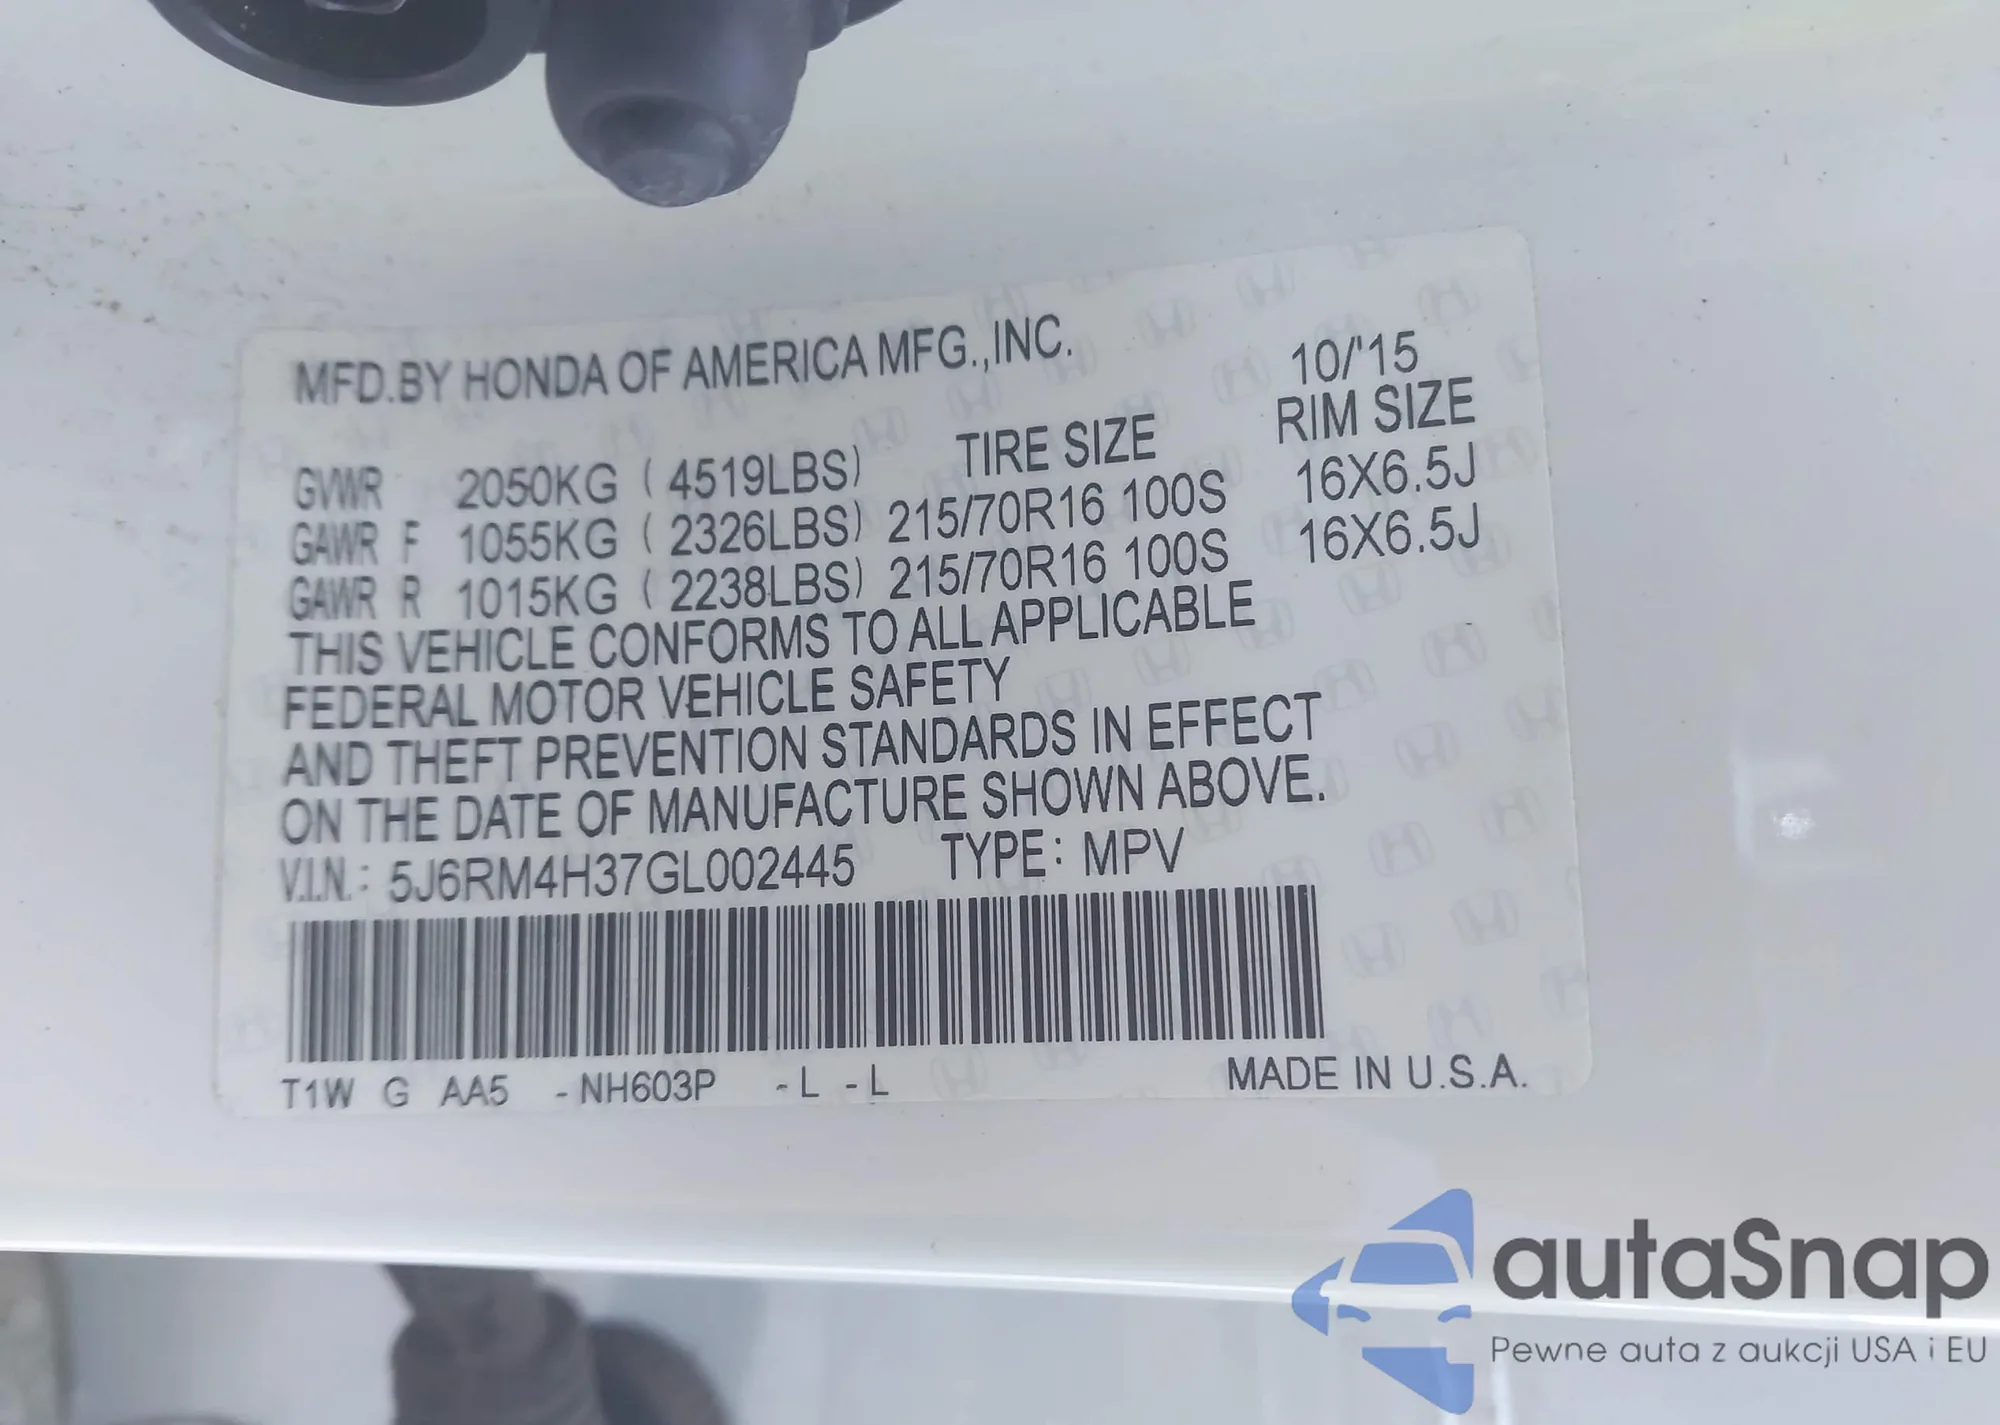 MFD.BY HONDA OF AMERICA MFG.,INC. 10/'15
TIRE SIZE RIM SIZE
GVWR 2050KG ( 4519LBS)
GAWR F 1055KG ( 2326LBS) 215/70R16 100S 16X6.5J
GAWR R 1015KG ( 2238LBS) 215/70R16 100S 16X6.5J
THIS VEHICLE CONFORMS TO ALL APPLICABLE
FEDERAL MOTOR VEHICLE SAFETY
AND THEFT PREVENTION STANDARDS IN EFFECT
ON THE DATE OF MANUFACTURE SHOWN ABOVE.
V.I.N.: 5J6RM4H37GL002445 TYPE: MPV
T1W G AA5 -NH603P -L -L MADE IN U.S.A.
autaSnap
Pewne auta z aukcji USA i EU